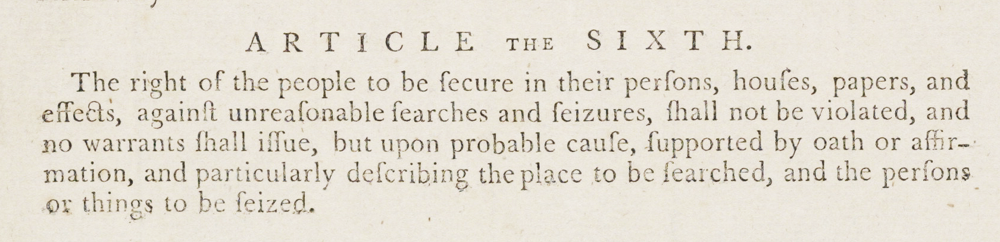 ARTICLE THE SIXTH.
The right of the people to be ſecure in their perſons, houſes, papers, and
effects, againſt unreaſonable ſearches and ſeizures, ſhall not be violated, and
no warrants ſhall iſſue, but upon probable cauſe, ſupported by oath or affir-
mation, and particularly deſcribing the place to be ſearched, and the perſons
or things to be ſeized.